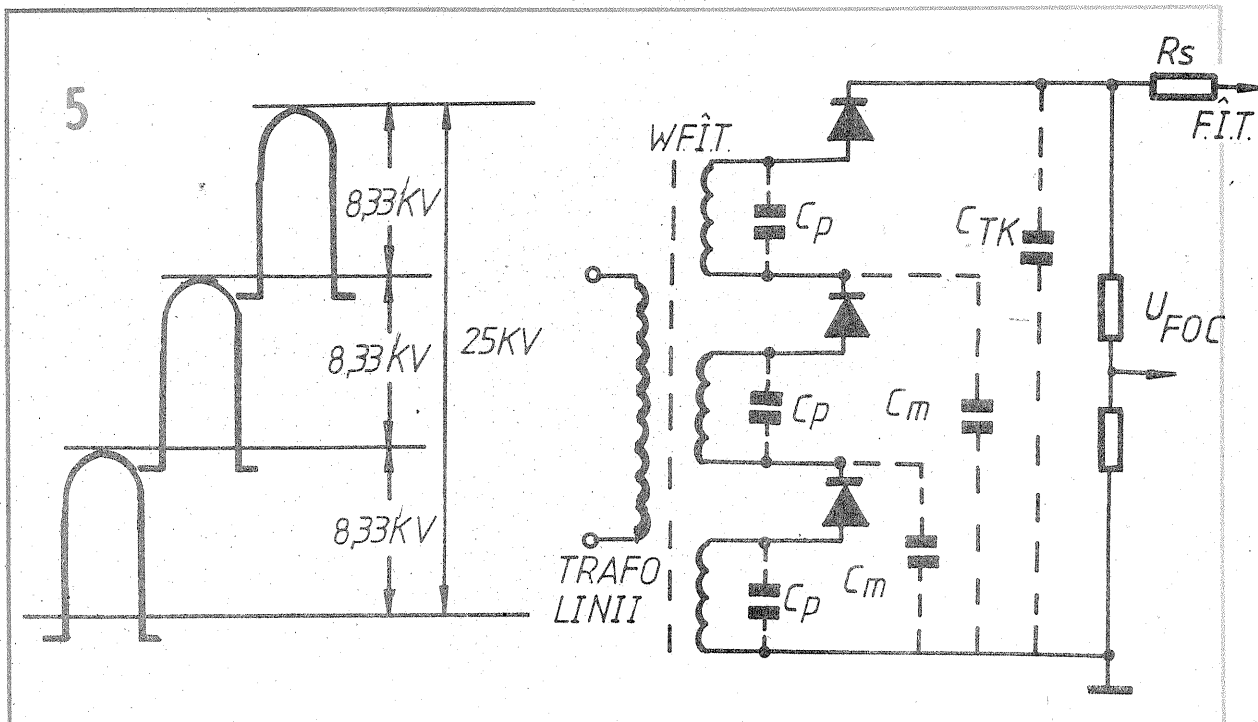 5
8,33KV
8,33KV
8,33KV
25KV
TRAFO
LINII
WFÎT.
Cp
Cp
Cp
Cm
Cm
CTK
Rs
F.Î.T.
UFOC